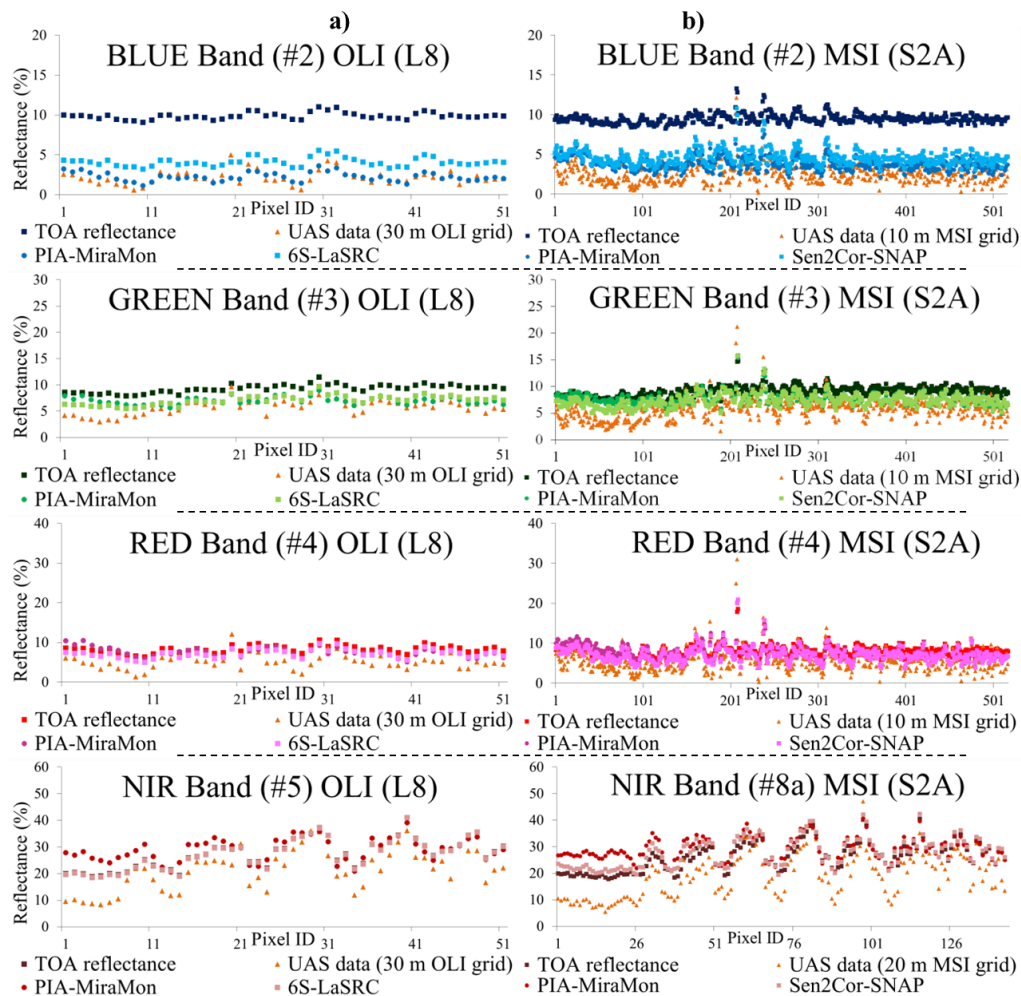 a)
b)
BLUE Band (#2) OLI (L8)
Reflectance (%)
20
15
10
5
0
1
11
21
31
41
51
Pixel ID
TOA reflectance
UAS data (30 m OLI grid)
PIA-MiraMon
6S-LaSRC
BLUE Band (#2) MSI (S2A)
20
15
10
5
0
1
101
201
301
401
501
Pixel ID
TOA reflectance
UAS data (10 m MSI grid)
PIA-MiraMon
Sen2Cor-SNAP
GREEN Band (#3) OLI (L8)
Reflectance (%)
30
25
20
15
10
5
0
1
11
21
31
41
51
Pixel ID
TOA reflectance
UAS data (30 m OLI grid)
PIA-MiraMon
6S-LaSRC
GREEN Band (#3) MSI (S2A)
30
25
20
15
10
5
0
1
101
201
301
401
501
Pixel ID
TOA reflectance
UAS data (10 m MSI grid)
PIA-MiraMon
Sen2Cor-SNAP
RED Band (#4) OLI (L8)
Reflectance (%)
40
30
20
10
0
1
11
21
31
41
51
Pixel ID
TOA reflectance
UAS data (30 m OLI grid)
PIA-MiraMon
6S-LaSRC
RED Band (#4) MSI (S2A)
40
30
20
10
0
1
101
201
301
401
501
Pixel ID
TOA reflectance
UAS data (10 m MSI grid)
PIA-MiraMon
Sen2Cor-SNAP
NIR Band (#5) OLI (L8)
Reflectance (%)
60
50
40
30
20
10
0
1
11
21
31
41
51
Pixel ID
TOA reflectance
UAS data (30 m OLI grid)
PIA-MiraMon
6S-LaSRC
NIR Band (#8a) MSI (S2A)
60
50
40
30
20
10
0
1
26
51
76
101
126
Pixel ID
TOA reflectance
UAS data (20 m MSI grid)
PIA-MiraMon
Sen2Cor-SNAP